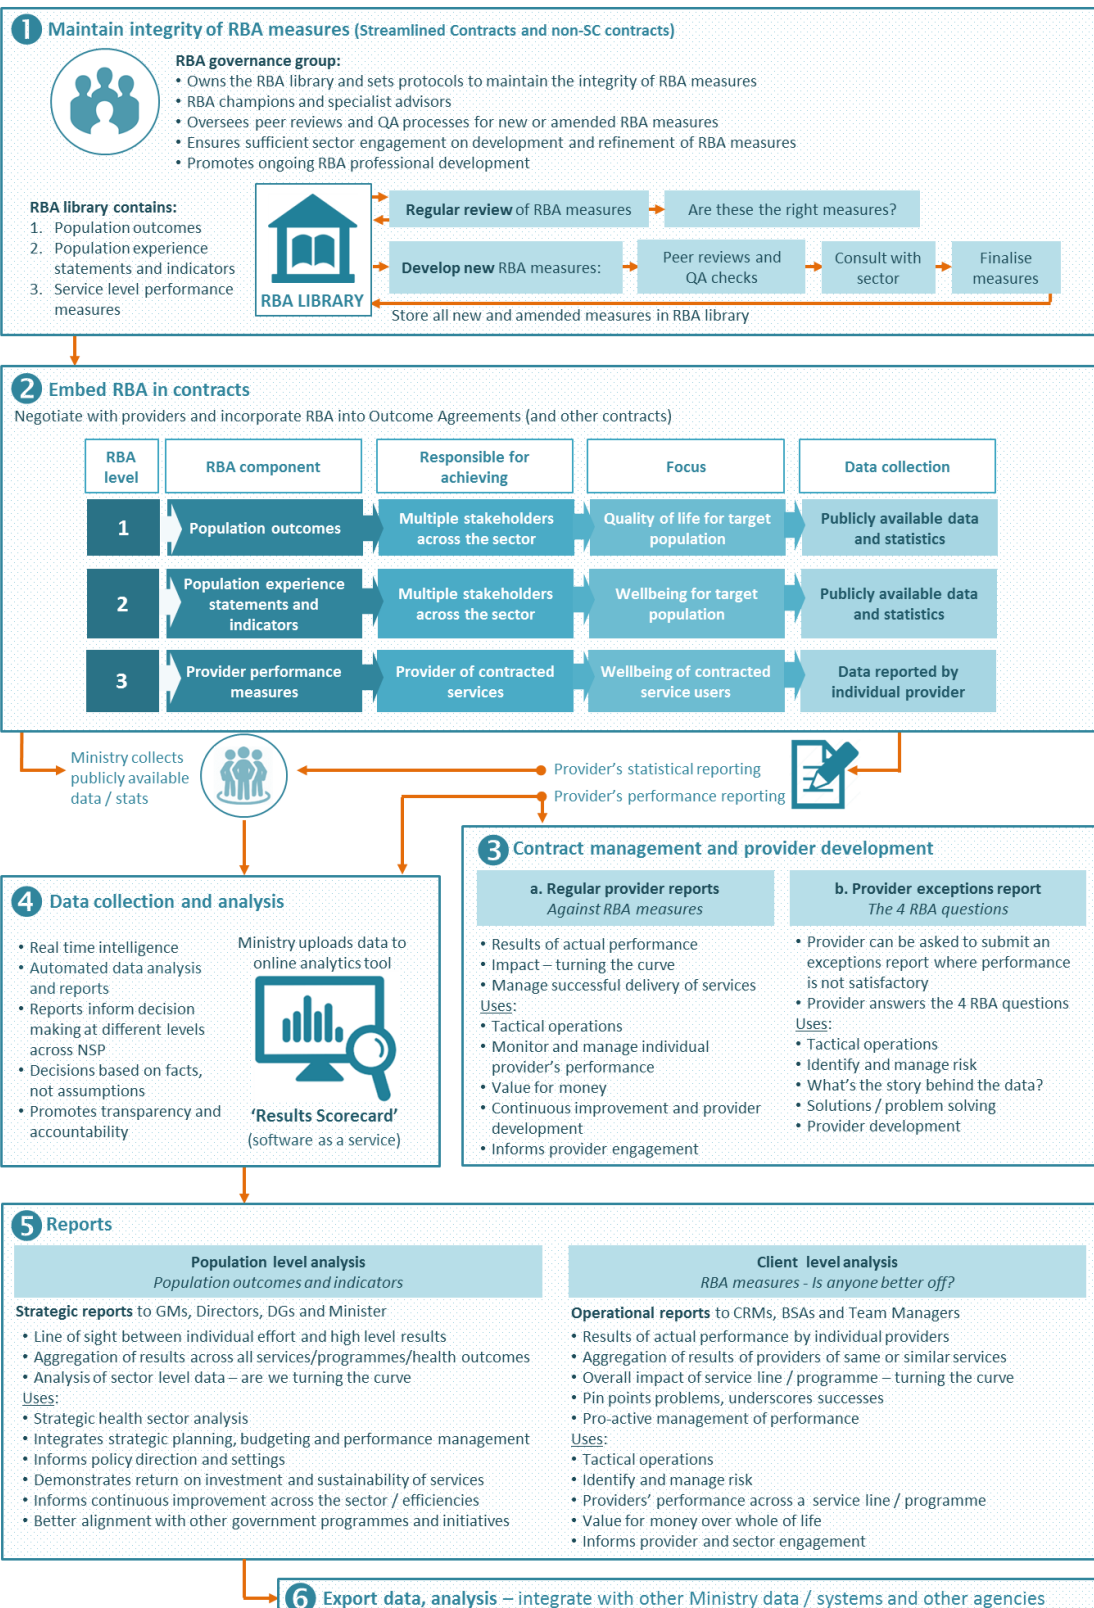 1 Maintain integrity of RBA measures (Streamlined Contracts and non-SC contracts)
RBA governance group:
• Owns the RBA library and sets protocols to maintain the integrity of RBA measures
• RBA champions and specialist advisors
• Oversees peer reviews and QA processes for new or amended RBA measures
• Ensures sufficient sector engagement on development and refinement of RBA measures
• Promotes ongoing RBA professional development
RBA library contains:
1. Population outcomes
2. Population experience
statements and indicators
3. Service level performance
measures
RBA LIBRARY
Regular review of RBA measures
Are these the right measures?
Develop new RBA measures:
Peer reviews and
QA checks
Consult with
sector
Finalise
measures
Store all new and amended measures in RBA library
2 Embed RBA in contracts
Negotiate with providers and incorporate RBA into Outcome Agreements (and other contracts)
RBA
level
RBA component
Responsible for
achieving
Focus
Data collection
1
Population outcomes
Multiple stakeholders
across the sector
Quality of life for target
population
Publicly available data
and statistics
2
Population experience
statements and
indicators
Multiple stakeholders
across the sector
Wellbeing for target
population
Publicly available data
and statistics
3
Provider performance
measures
Provider of contracted
services
Wellbeing of contracted
service users
Data reported by
individual provider
Ministry collects
publicly available
data / stats
Provider's statistical reporting
Provider's performance reporting
3 Contract management and provider development
a. Regular provider reports
Against RBA measures
• Results of actual performance
• Impact – turning the curve
• Manage successful delivery of services
Uses:
• Tactical operations
• Monitor and manage individual
provider's performance
• Value for money
• Continuous improvement and provider
development
• Informs provider engagement
b. Provider exceptions report
The 4 RBA questions
• Provider can be asked to submit an
exceptions report where performance
is not satisfactory
• Provider answers the 4 RBA questions
Uses:
• Tactical operations
• Identify and manage risk
• What's the story behind the data?
• Solutions / problem solving
• Provider development
4 Data collection and analysis
• Real time intelligence
• Automated data analysis
and reports
• Reports inform decision
making at different levels
across NSP
• Decisions based on facts,
not assumptions
• Promotes transparency and
accountability
Ministry uploads data to
online analytics tool
'Results Scorecard'
(software as a service)
5 Reports
Population level analysis
Population outcomes and indicators
Strategic reports to GMs, Directors, DGs and Minister
• Line of sight between individual effort and high level results
• Aggregation of results across all services/programmes/health outcomes
• Analysis of sector level data – are we turning the curve
Uses:
• Strategic health sector analysis
• Integrates strategic planning, budgeting and performance management
• Informs policy direction and settings
• Demonstrates return on investment and sustainability of services
• Informs continuous improvement across the sector / efficiencies
• Better alignment with other government programmes and initiatives
Client level analysis
RBA measures - Is anyone better off?
Operational reports to CRMs, BSAs and Team Managers
• Results of actual performance by individual providers
• Aggregation of results of providers of same or similar services
• Overall impact of service line / programme – turning the curve
• Pin points problems, underscores successes
• Pro-active management of performance
Uses:
• Tactical operations
• Identify and manage risk
• Providers' performance across a service line / programme
• Value for money over whole of life
• Informs provider and sector engagement
6 Export data, analysis – integrate with other Ministry data / systems and other agencies